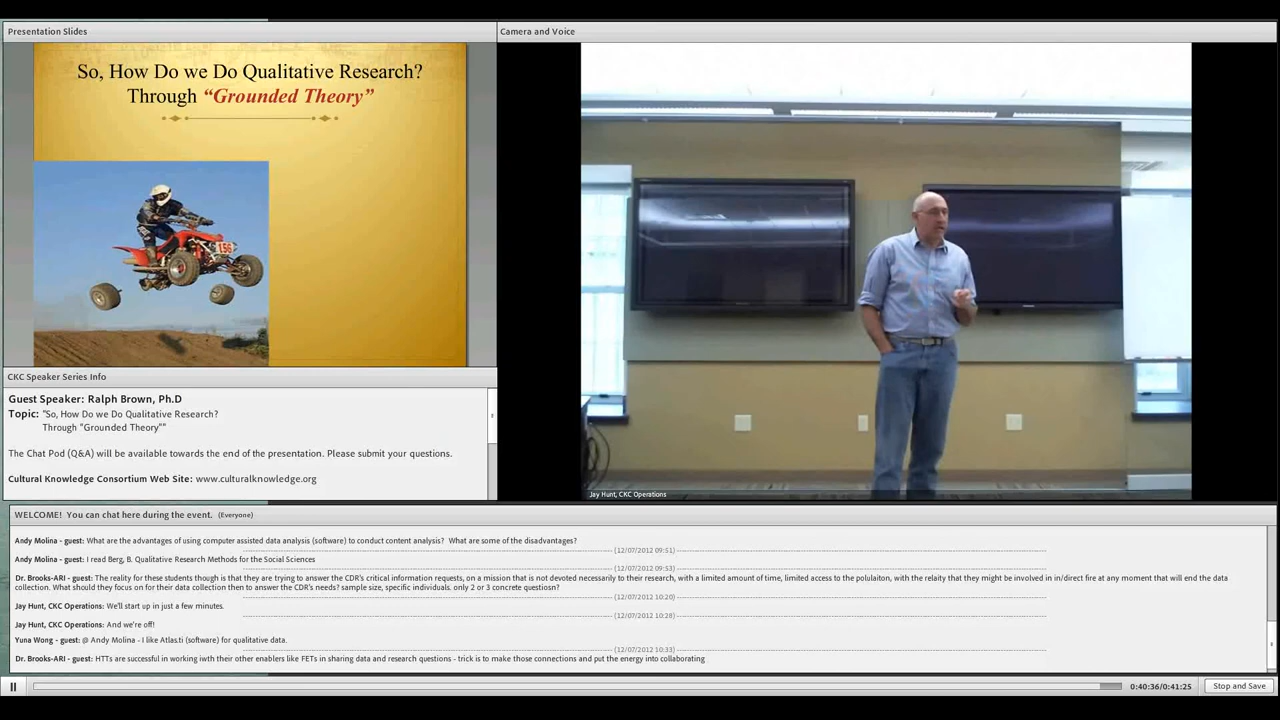 Presentation Slides
So, How Do we Do Qualitative Research?
Through “Grounded Theory”
156
CKC Speaker Series Info
Guest Speaker: Ralph Brown, Ph.D
Topic: "So, How Do we Do Qualitative Research?
Through "Grounded Theory""
The Chat Pod (Q&A) will be available towards the end of the presentation. Please submit your questions.
Cultural Knowledge Consortium Web Site: www.culturalknowledge.org
Camera and Voice
Jay Hunt, CKC Operations
WELCOME! You can chat here during the event. (Everyone)
Andy Molina - guest: What are the advantages of using computer assisted data analysis (software) to conduct content analysis? What are some of the disadvantages?
(12/07/2012 09:51)
Andy Molina - guest: I read Berg, B. Qualitative Research Methods for the Social Sciences
(12/07/2012 09:53)
Dr. Brooks-ARI - guest: The reality for these students though is that they are trying to answer the CDR's critical information requests, on a mission that is not devoted necessarily to their research, with a limited amount of time, limited access to the polulaiton, with the relaity that they might be involved in in/direct fire at any moment that will end the data
collection. What should they focus on for their data collection then to answer the CDR's needs? sample size, specific individuals. only 2 or 3 concrete questiosn?
(12/07/2012 10:20)
Jay Hunt, CKC Operations: We'll start up in just a few minutes.
(12/07/2012 10:28)
Jay Hunt, CKC Operations: And we're off!
Yuna Wong - guest: @ Andy Molina - I like Atlas.ti (software) for qualitative data.
(12/07/2012 10:33)
Dr. Brooks-ARI - guest: HTTs are successful in working iwth their other enablers like FETs in sharing data and research questions - trick is to make those connections and put the energy into collaborating
0:40:36/0:41:25
Stop and Save